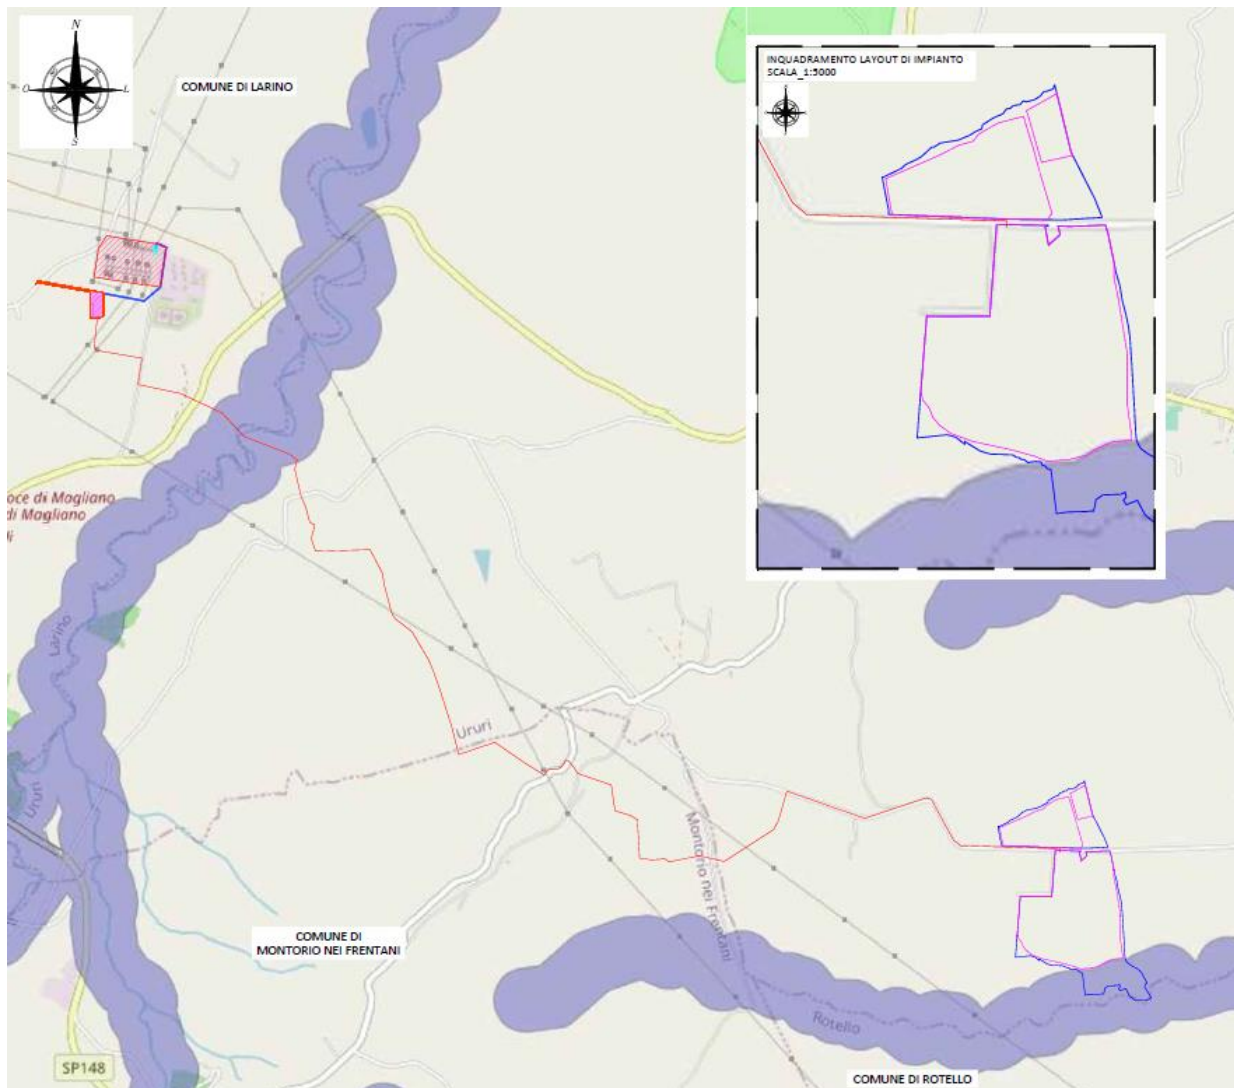 N
O
L
S
COMUNE DI LARINO
INQUADRAMENTO LAYOUT DI IMPIANTO
SCALA_1:5000
oce di Magliano
di Magliano
Larino
Ururi
Ururi
Montorio nei Frentani
COMUNE DI
MONTORIO NEI FRENTANI
Rotello
SP148
COMUNE DI ROTELLO